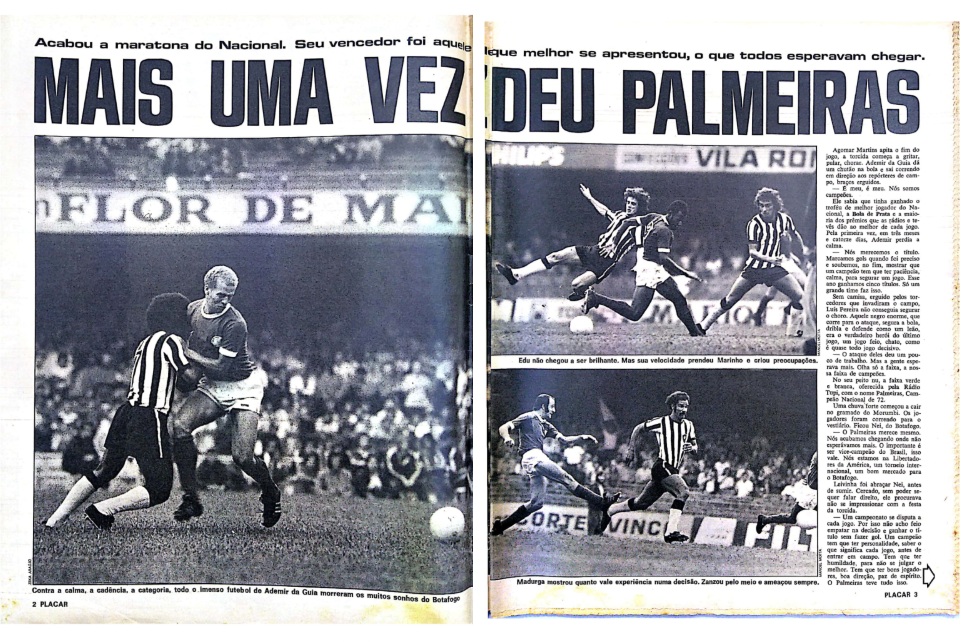 Acabou a maratona do Nacional. Seu vencedor foi aquele
que melhor se apresentou, o que todos esperavam chegar.
MAIS UMA VEZ
DEU PALMEIRAS
FLOR DE MAI
Contra a calma, a cadência, a categoria, todo o imenso futebol de Ademir da Guia morreram os muitos sonhos do Botafogo
2 PLACAR
PHILIPS
VILA ROM
Edu não chegou a ser brilhante. Mas sua velocidade prendeu Marinho e criou preocupações.
CORTE
VINCO
FILT
Madurga mostrou quanto vale experiência numa decisão. Zanzou pelo meio e ameaçou sempre.
Agomar Martins apita o fim do
jogo, a torcida começa a gritar,
pular, chorar. Ademir da Guia dá
um chutão na bola e sai correndo
em direção aos repórteres de cam-
po, braços erguidos.
— É meu, é meu. Nós somos
campeões.
Ele sabia que tinha ganhado o
troféu de melhor jogador do Na-
cional, a Bola de Prata e a maio-
ria dos prêmios que as rádios e te-
vês dão ao melhor de cada jogo.
Pela primeira vez, em três meses
e catorze dias, Ademir perdia a
calma.
— Nós merecemos o título.
Marcamos gols quando foi preciso
e soubemos, no fim, mostrar que
um campeão tem que ter paciência,
calma, para segurar um jogo. Esse
ano ganhamos cinco títulos. Só um
grande time faz isso.
Sem camisa, erguido pelos tor-
cedores que invadiram o campo,
Luís Pereira não conseguia segurar
o choro. Aquele negro enorme, que
corre para o ataque, segura a bola,
dribla e defende como um leão,
era o verdadeiro herói do último
jogo, um jogo feio, chato, como
é quase todo jogo decisivo.
— O ataque deles deu um pou-
co de trabalho. Mas a gente espe-
rava mais. Olha só a faixa, a nos-
sa faixa de campeões.
No seu peito nu, a faixa verde
e branca, oferecida pela Rádio
Tupi, com o nome Palmeiras, Cam-
peão Nacional de 72.
Uma chuva forte começou a cair
no gramado do Morumbi. Os jo-
gadores foram correndo para o
vestiário. Ficou Nei, do Botafogo.
— O Palmeiras merece mesmo.
Nós acabamos chegando onde não
esperávamos mais. O importante é
ser vice-campeão do Brasil, isso
vale. Nós estamos na Libertado-
res da América, um torneio inter-
nacional, um bom mercado para o
Botafogo.
Leivinha foi abraçar Nei, antes
de sumir. Cercado, sem poder se-
quer falar direito, ele procurava
não se impressionar com a festa
da torcida.
— Um campeonato se disputa a
cada jogo. Por isso não acho feio
empatar na decisão e ganhar o tí-
tulo sem fazer gol. Um campeão
tem que ter personalidade, saber o
que significa cada jogo, antes de
entrar em campo. Tem que ter
humildade, para não se julgar o
melhor. Tem que ter bons jogado-
res, boa direção, paz de espírito.
O Palmeiras teve tudo isso.
PLACAR 3